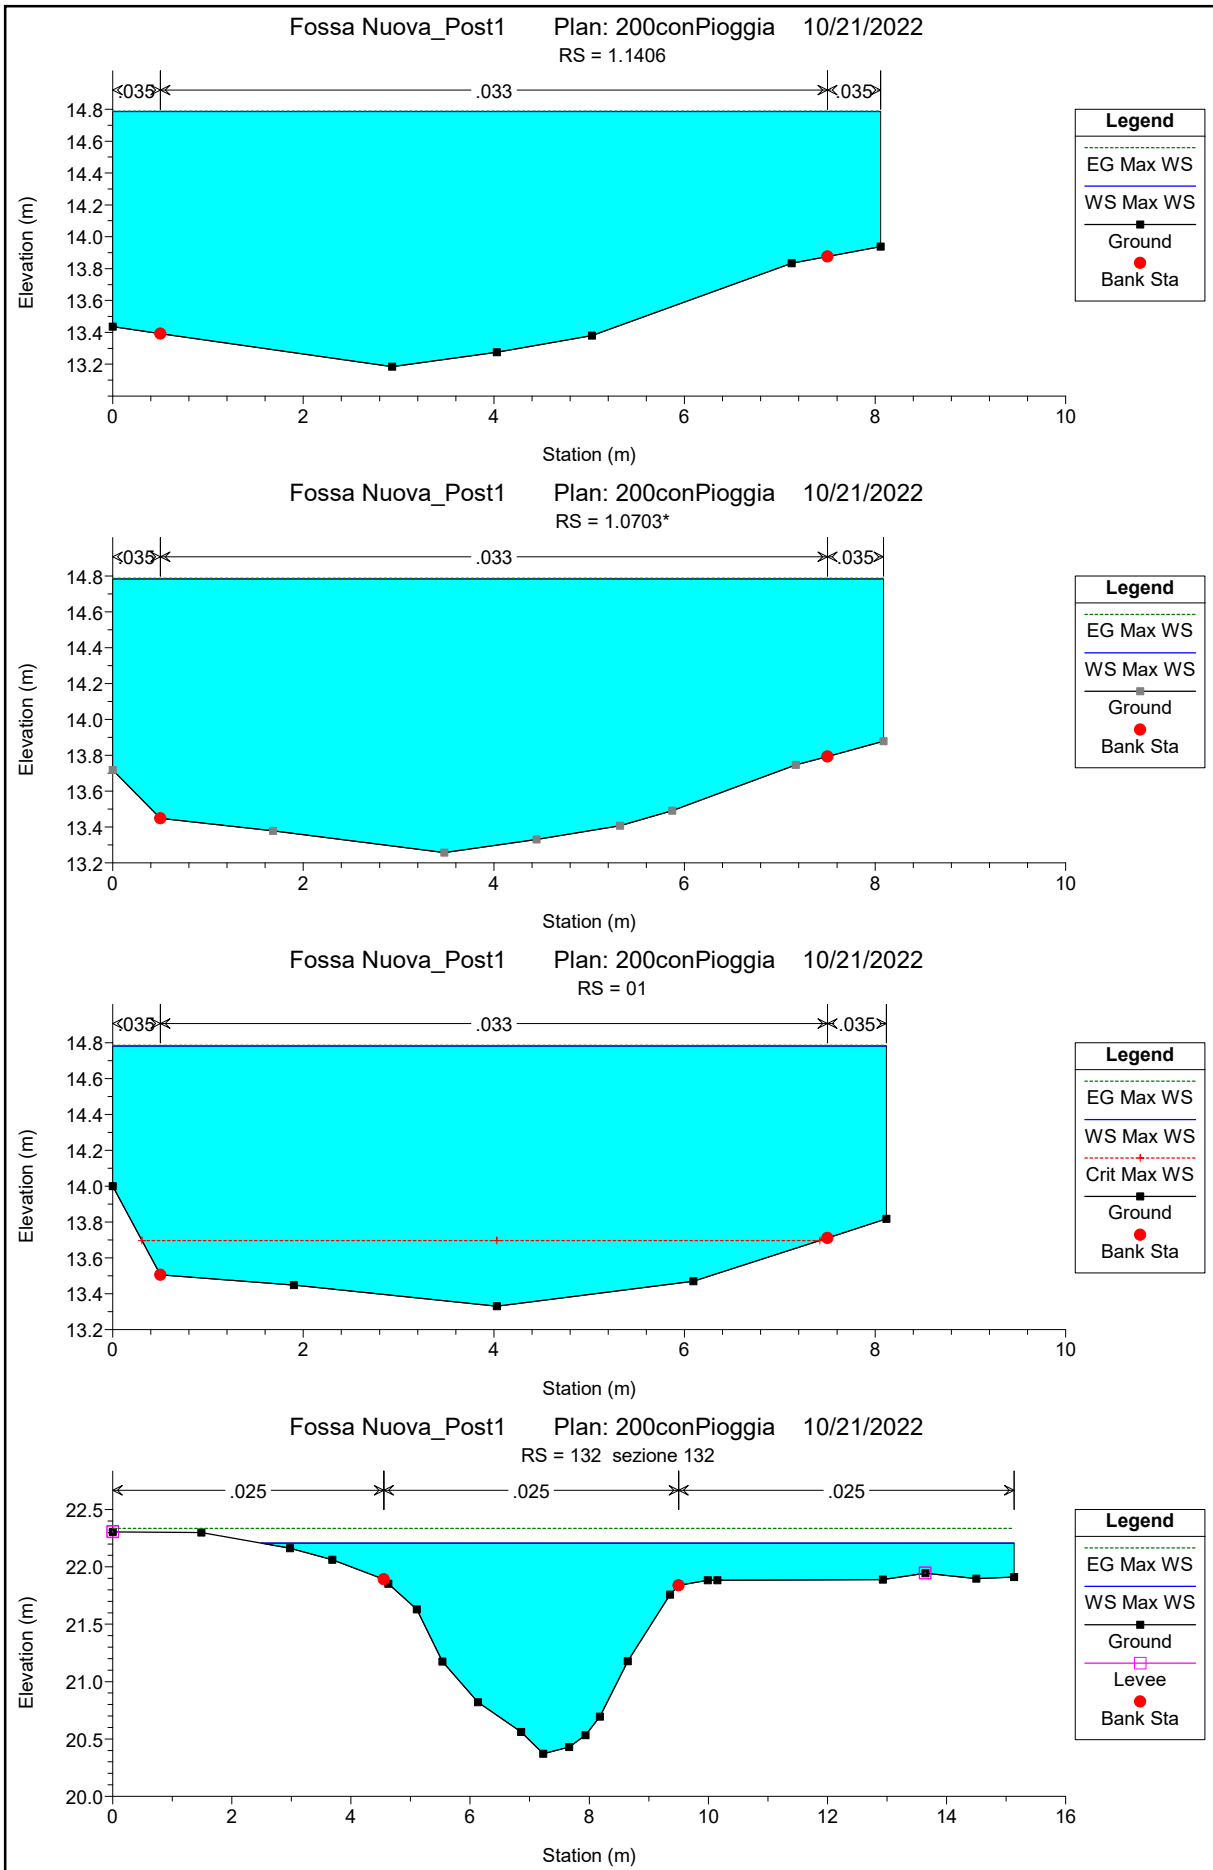 Fossa Nuova_Post1 Plan: 200conPioggia 10/21/2022
RS = 1.1406
.035 .033 .035
14.8
14.6
14.4
14.2
14.0
13.8
13.6
13.4
13.2
Elevation (m)
0 2 4 6 8 10
Station (m)
Legend
EG Max WS
WS Max WS
Ground
Bank Sta
Fossa Nuova_Post1 Plan: 200conPioggia 10/21/2022
RS = 1.0703*
.035 .033 .035
14.8
14.6
14.4
14.2
14.0
13.8
13.6
13.4
13.2
Elevation (m)
0 2 4 6 8 10
Station (m)
Legend
EG Max WS
WS Max WS
Ground
Bank Sta
Fossa Nuova_Post1 Plan: 200conPioggia 10/21/2022
RS = 01
.035 .033 .035
14.8
14.6
14.4
14.2
14.0
13.8
13.6
13.4
13.2
Elevation (m)
0 2 4 6 8 10
Station (m)
Legend
EG Max WS
WS Max WS
Crit Max WS
Ground
Bank Sta
Fossa Nuova_Post1 Plan: 200conPioggia 10/21/2022
RS = 132 sezione 132
.025 .025 .025
22.5
22.0
21.5
21.0
20.5
20.0
Elevation (m)
0 2 4 6 8 10 12 14 16
Station (m)
Legend
EG Max WS
WS Max WS
Ground
Levee
Bank Sta